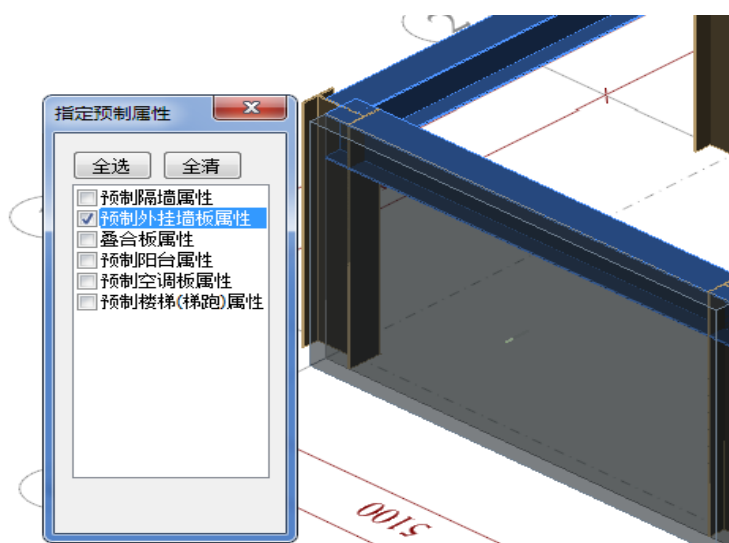 指定预制属性
全选 全清
预制隔墙属性
预制外挂墙板属性
叠合板属性
预制阳台属性
预制空调板属性
预制楼梯(梯跑)属性
5100